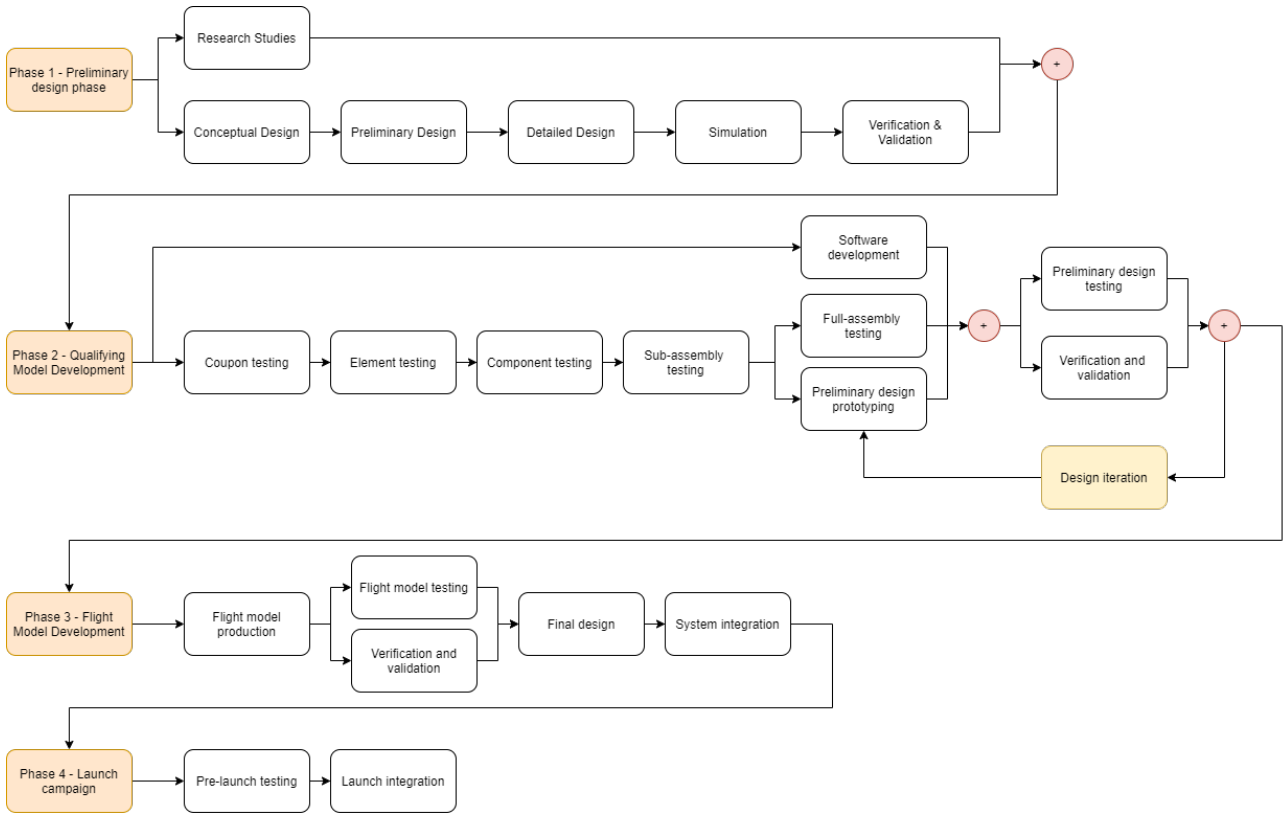 Phase 1 - Preliminary
design phase
Research Studies
+
Conceptual Design
Preliminary Design
Detailed Design
Simulation
Verification &
Validation
Phase 2 - Qualifying
Model Development
Software
development
Coupon testing
Element testing
Component testing
Sub-assembly
testing
Full-assembly
testing
Preliminary design
prototyping
+
Preliminary design
testing
Verification and
validation
+
Design iteration
Phase 3 - Flight
Model Development
Flight model
production
Flight model testing
Verification and
validation
Final design
System integration
Phase 4 - Launch
campaign
Pre-launch testing
Launch integration